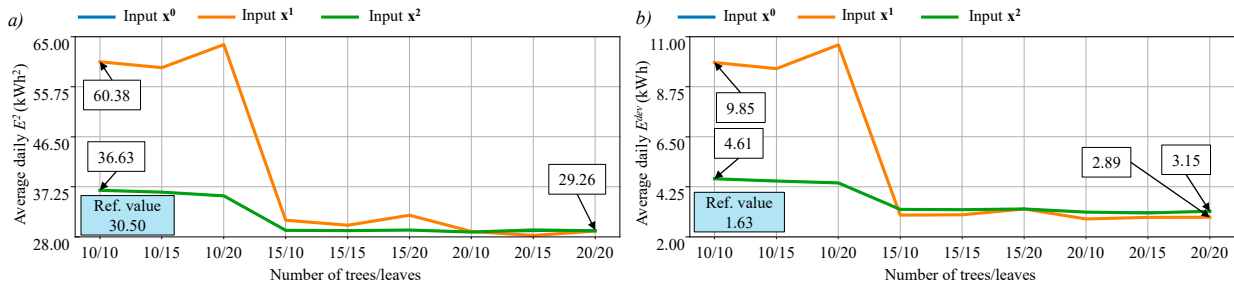 a)
Input x⁰
Input x¹
Input x²
Average daily E² (kWh²)
65.00
55.75
46.50
37.25
28.00
60.38
36.63
29.26
Ref. value
30.50
10/10 10/15 10/20 15/10 15/15 15/20 20/10 20/15 20/20
Number of trees/leaves
b)
Input x⁰
Input x¹
Input x²
Average daily E^dev (kWh)
11.00
8.75
6.50
4.25
2.00
9.85
4.61
2.89
3.15
Ref. value
1.63
10/10 10/15 10/20 15/10 15/15 15/20 20/10 20/15 20/20
Number of trees/leaves